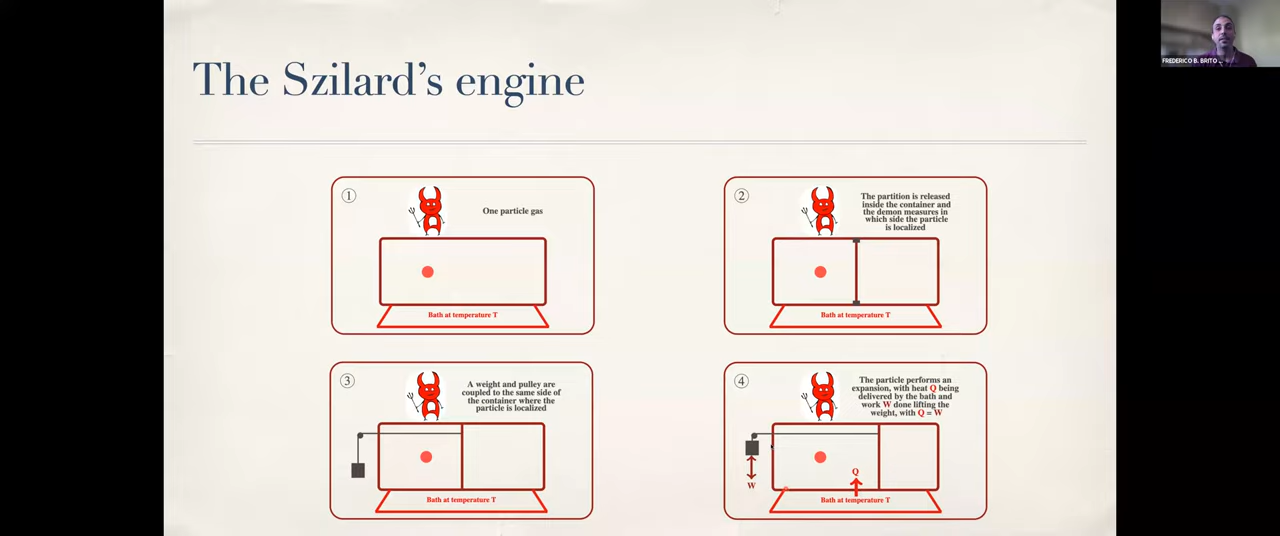 The Szilard's engine
FREDERICO B. BRITO ...
①
One particle gas
Bath at temperature T
②
The partition is released
inside the container and
the demon measures in
which side the particle
is localized
Bath at temperature T
③
A weight and pulley are
coupled to the same side of
the container where the
particle is localized
Bath at temperature T
④
The particle performs an
expansion, with heat Q being
delivered by the bath and
work W done lifting the
weight, with Q = W
W
Q
Bath at temperature T